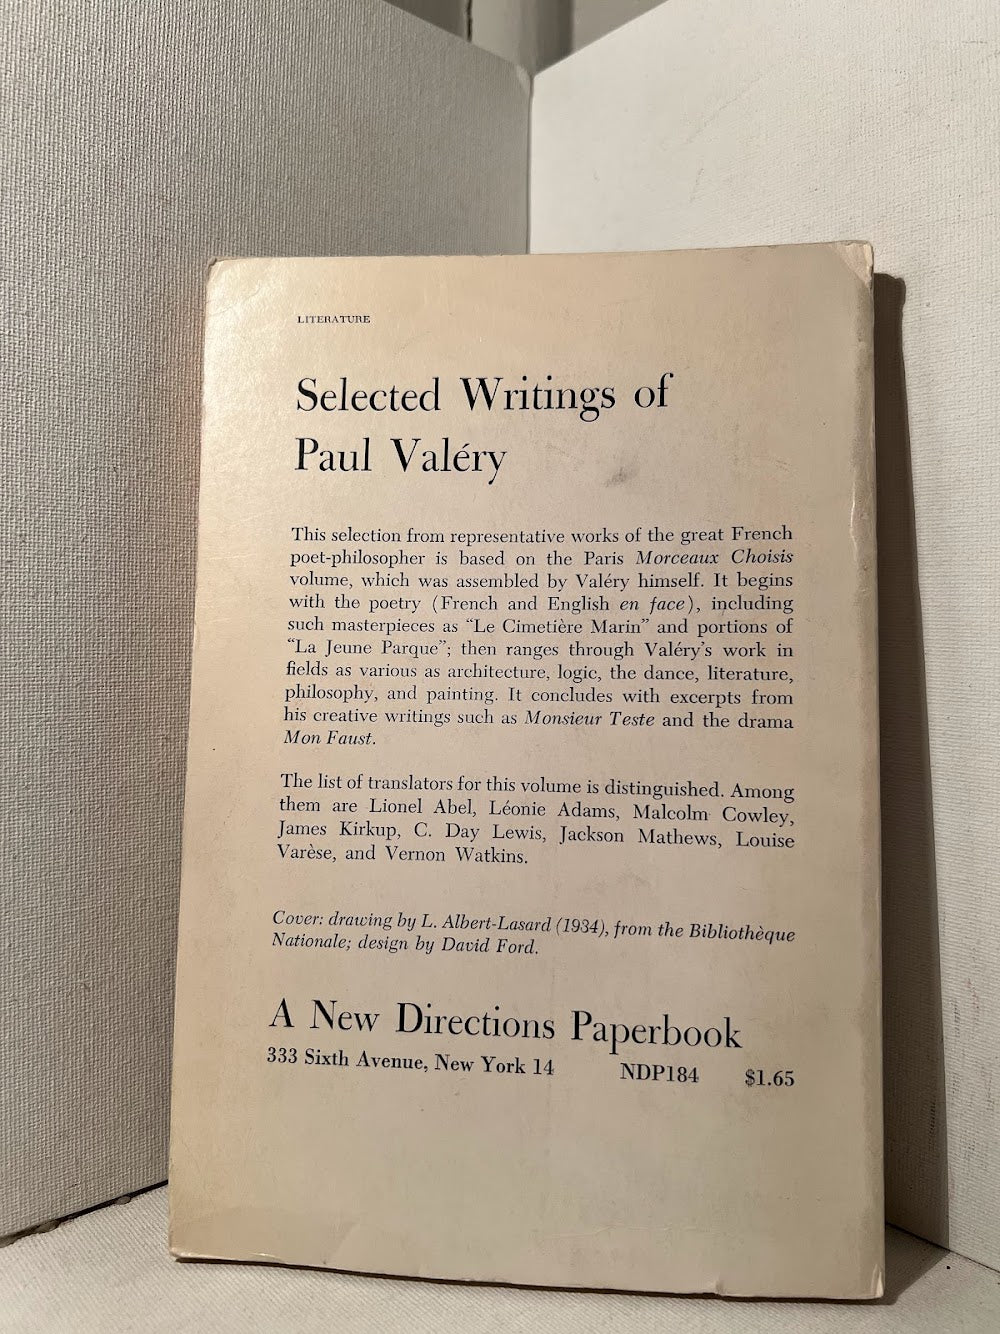 LITERATURE
Selected Writings of
Paul Valéry
This selection from representative works of the great French
poet-philosopher is based on the Paris Morceaux Choisis
volume, which was assembled by Valéry himself. It begins
with the poetry (French and English en face), including
such masterpieces as “Le Cimetière Marin” and portions of
“La Jeune Parque”; then ranges through Valéry’s work in
fields as various as architecture, logic, the dance, literature,
philosophy, and painting. It concludes with excerpts from
his creative writings such as Monsieur Teste and the drama
Mon Faust.
The list of translators for this volume is distinguished. Among
them are Lionel Abel, Léonie Adams, Malcolm Cowley,
James Kirkup, C. Day Lewis, Jackson Mathews, Louise
Varèse, and Vernon Watkins.
Cover: drawing by L. Albert-Lasard (1934), from the Bibliothèque
Nationale; design by David Ford.
A New Directions Paperbook
333 Sixth Avenue, New York 14 NDP184 $1.65